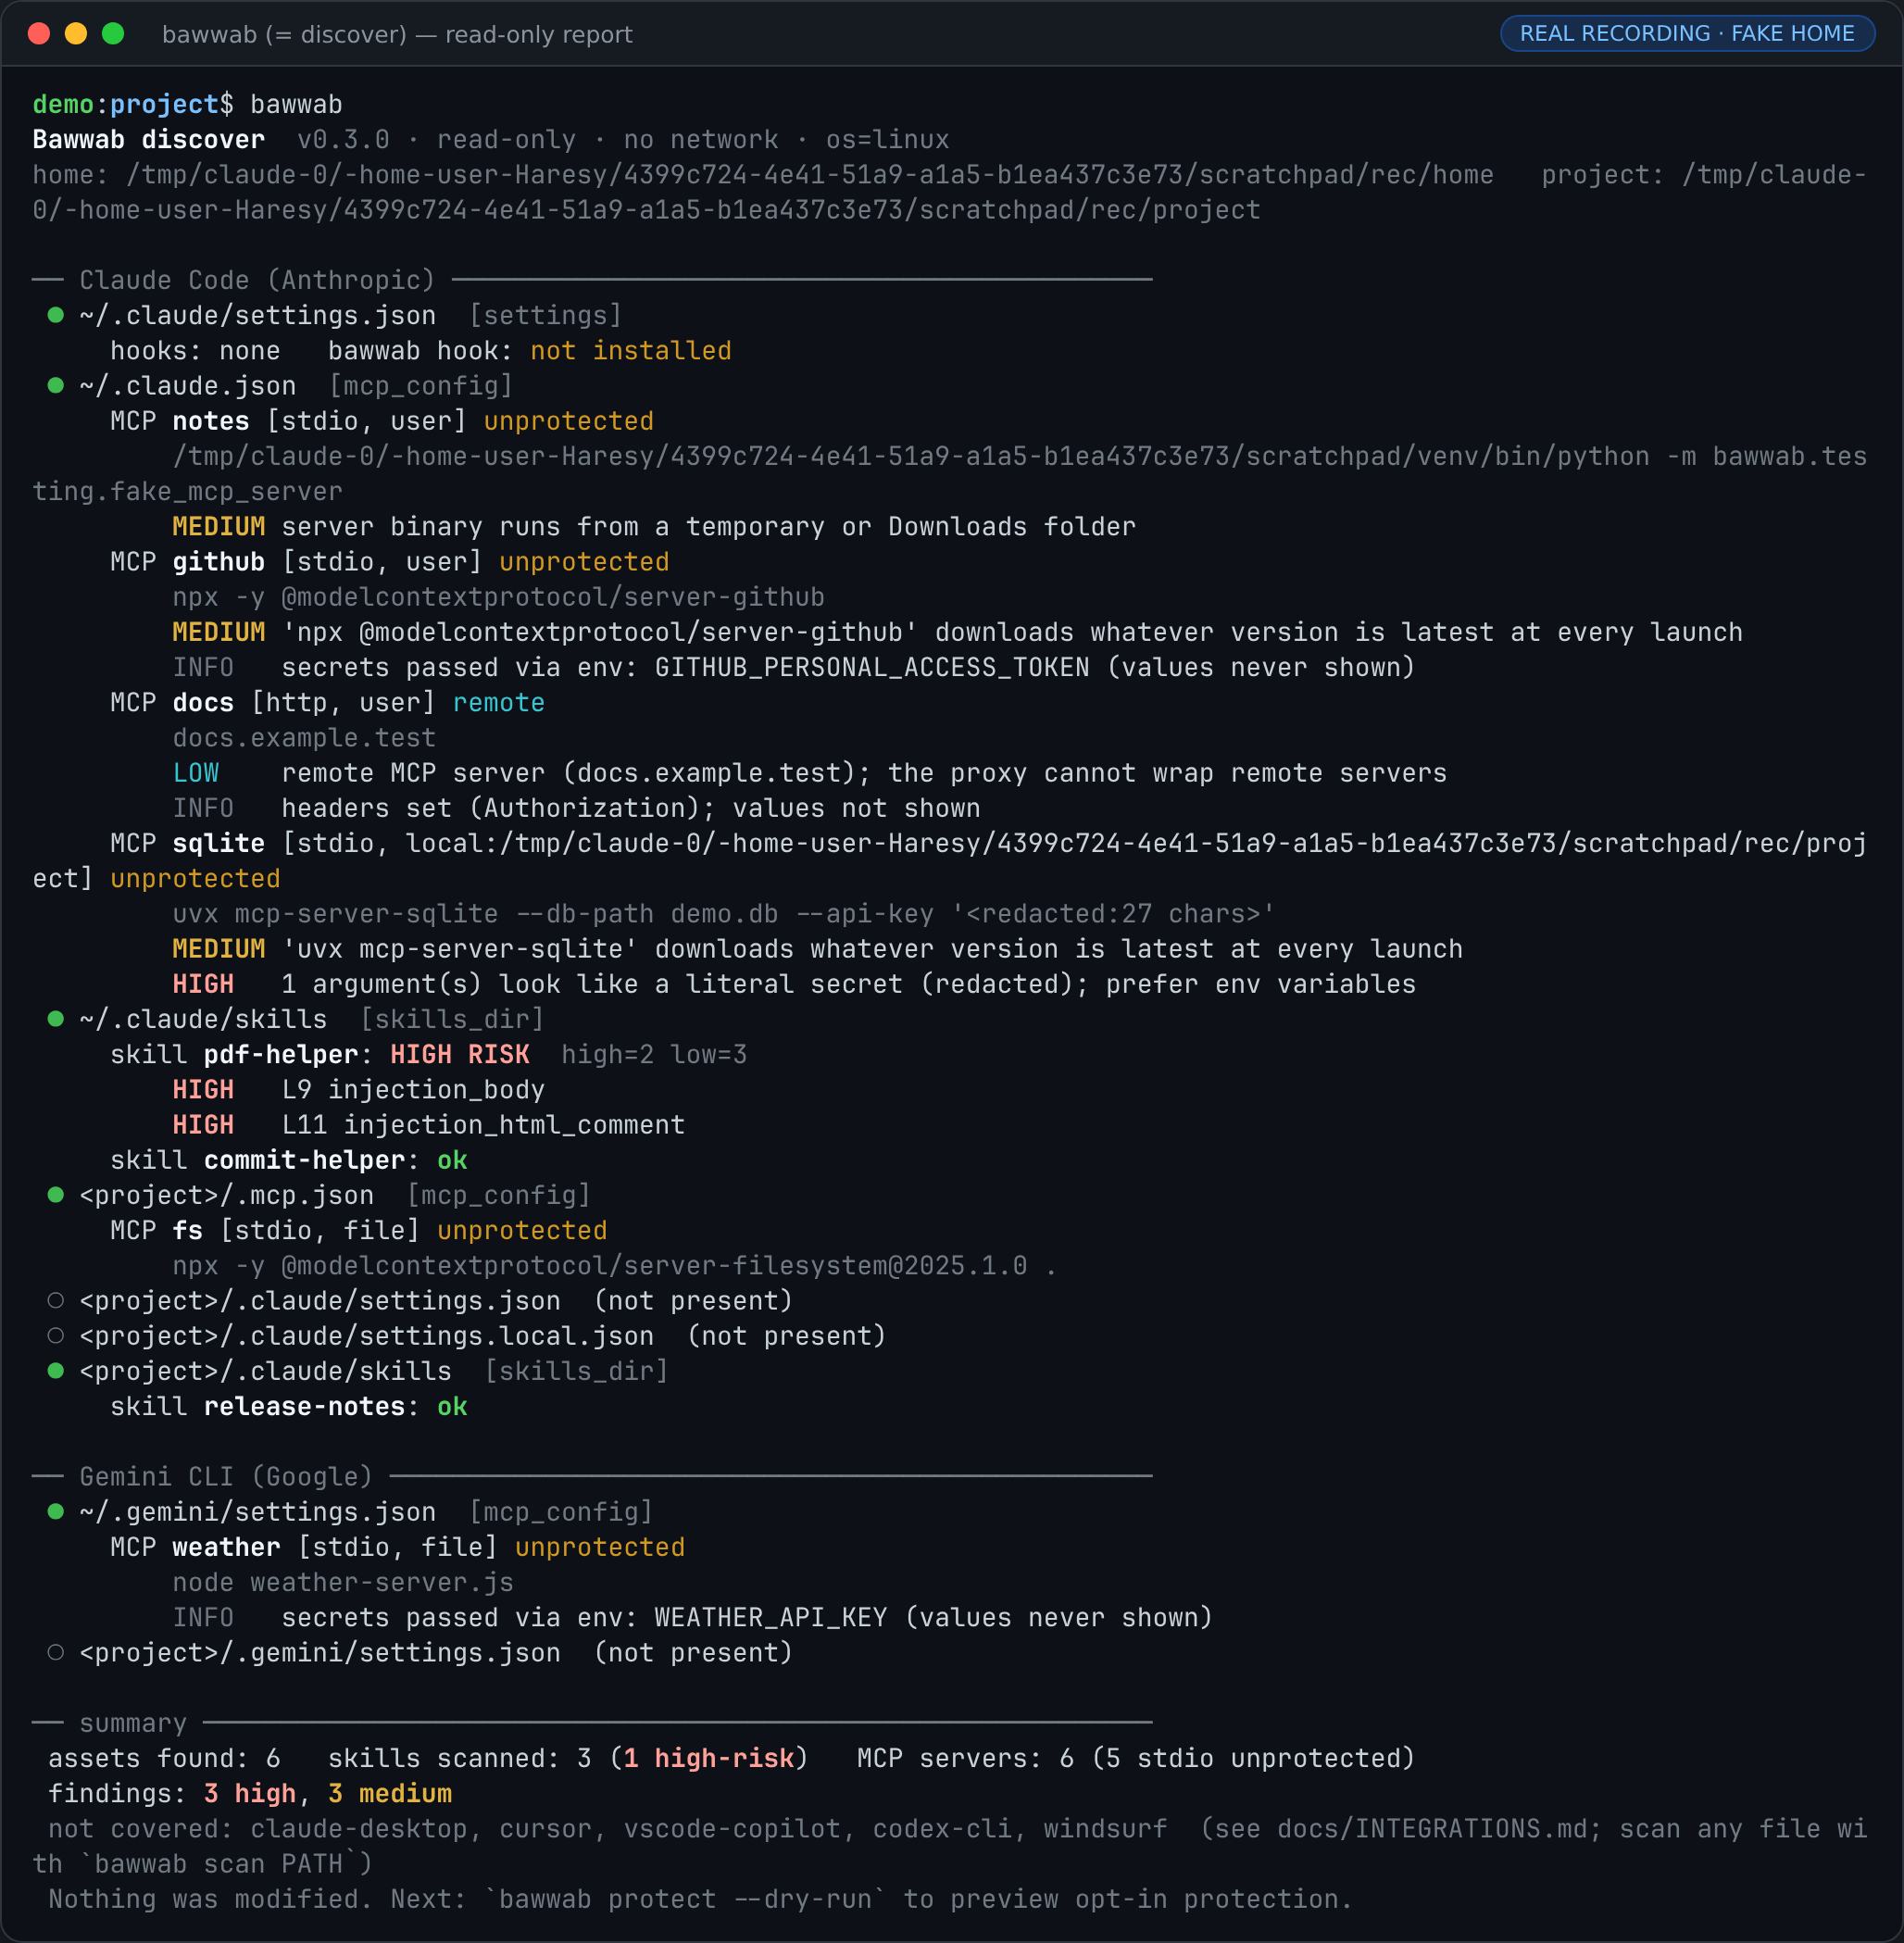 bawwab (= discover) — read-only report
REAL RECORDING · FAKE HOME
demo:project$ bawwab
Bawwab discover  v0.3.0 · read-only · no network · os=linux
home: /tmp/claude-0/-home-user-Haresy/4399c724-4e41-51a9-a1a5-b1ea437c3e73/scratchpad/rec/home   project: /tmp/claude-
0/-home-user-Haresy/4399c724-4e41-51a9-a1a5-b1ea437c3e73/scratchpad/rec/project
── Claude Code (Anthropic) ─────────────────────────────────────────────
● ~/.claude/settings.json  [settings]
hooks: none   bawwab hook: not installed
● ~/.claude.json  [mcp_config]
MCP notes [stdio, user] unprotected
/tmp/claude-0/-home-user-Haresy/4399c724-4e41-51a9-a1a5-b1ea437c3e73/scratchpad/venv/bin/python -m bawwab.tes
ting.fake_mcp_server
MEDIUM server binary runs from a temporary or Downloads folder
MCP github [stdio, user] unprotected
npx -y @modelcontextprotocol/server-github
MEDIUM 'npx @modelcontextprotocol/server-github' downloads whatever version is latest at every launch
INFO   secrets passed via env: GITHUB_PERSONAL_ACCESS_TOKEN (values never shown)
MCP docs [http, user] remote
docs.example.test
LOW    remote MCP server (docs.example.test); the proxy cannot wrap remote servers
INFO   headers set (Authorization); values not shown
MCP sqlite [stdio, local:/tmp/claude-0/-home-user-Haresy/4399c724-4e41-51a9-a1a5-b1ea437c3e73/scratchpad/rec/proj
ect] unprotected
uvx mcp-server-sqlite --db-path demo.db --api-key '<redacted:27 chars>'
MEDIUM 'uvx mcp-server-sqlite' downloads whatever version is latest at every launch
HIGH   1 argument(s) look like a literal secret (redacted); prefer env variables
● ~/.claude/skills  [skills_dir]
skill pdf-helper: HIGH RISK  high=2 low=3
HIGH   L9 injection_body
HIGH   L11 injection_html_comment
skill commit-helper: ok
● <project>/.mcp.json  [mcp_config]
MCP fs [stdio, file] unprotected
npx -y @modelcontextprotocol/server-filesystem@2025.1.0 .
○ <project>/.claude/settings.json  (not present)
○ <project>/.claude/settings.local.json  (not present)
● <project>/.claude/skills  [skills_dir]
skill release-notes: ok
── Gemini CLI (Google) ─────────────────────────────────────────────────
● ~/.gemini/settings.json  [mcp_config]
MCP weather [stdio, file] unprotected
node weather-server.js
INFO   secrets passed via env: WEATHER_API_KEY (values never shown)
○ <project>/.gemini/settings.json  (not present)
── summary ─────────────────────────────────────────────────────────────
assets found: 6   skills scanned: 3 (1 high-risk)   MCP servers: 6 (5 stdio unprotected)
findings: 3 high, 3 medium
not covered: claude-desktop, cursor, vscode-copilot, codex-cli, windsurf  (see docs/INTEGRATIONS.md; scan any file wi
th `bawwab scan PATH`)
Nothing was modified. Next: `bawwab protect --dry-run` to preview opt-in protection.